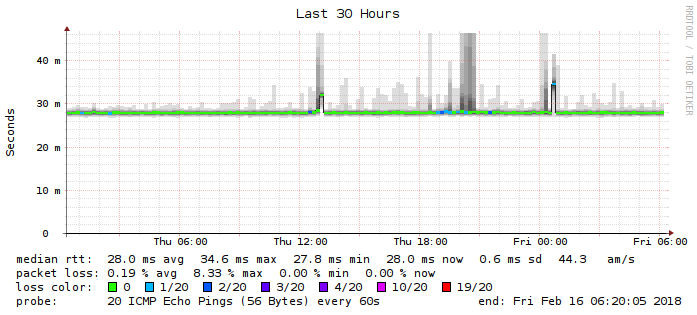 Last 30 Hours
RRDTOOL / TOBI OETIKER
Seconds
40 m
30 m
20 m
10 m
0
Thu 06:00 Thu 12:00 Thu 18:00 Fri 00:00 Fri 06:00
median rtt: 28.0 ms avg 34.6 ms max 27.8 ms min 28.0 ms now 0.6 ms sd 44.3 am/s
packet loss: 0.19 % avg 8.33 % max 0.00 % min 0.00 % now
loss color: 0 1/20 2/20 3/20 4/20 10/20 19/20
probe: 20 ICMP Echo Pings (56 Bytes) every 60s end: Fri Feb 16 06:20:05 2018